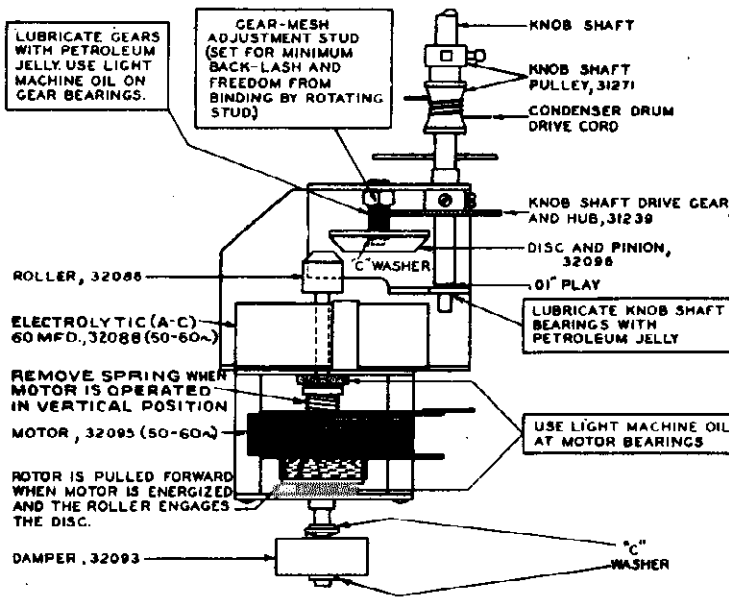 LUBRICATE GEARS
WITH PETROLEUM
JELLY. USE LIGHT
MACHINE OIL ON
GEAR BEARINGS.
GEAR-MESH
ADJUSTMENT STUD
(SET FOR MINIMUM
BACK-LASH AND
FREEDOM FROM
BINDING BY ROTATING
STUD)
KNOB SHAFT
KNOB SHAFT
PULLEY, 31271
CONDENSER DRUM
DRIVE CORD
KNOB SHAFT DRIVE GEAR
AND HUB, 31239
DISC AND PINION,
32096
"C" WASHER
.01" PLAY
LUBRICATE KNOB SHAFT
BEARINGS WITH
PETROLEUM JELLY
ROLLER, 32086
ELECTROLYTIC (A-C)
60 MFD., 32088 (50-60~)
REMOVE SPRING WHEN
MOTOR IS OPERATED
IN VERTICAL POSITION
MOTOR, 32095 (50-60~)
USE LIGHT MACHINE OIL
AT MOTOR BEARINGS
ROTOR IS PULLED FORWARD
WHEN MOTOR IS ENERGIZED
AND THE ROLLER ENGAGES
THE DISC.
DAMPER, 32093
"C"
WASHER